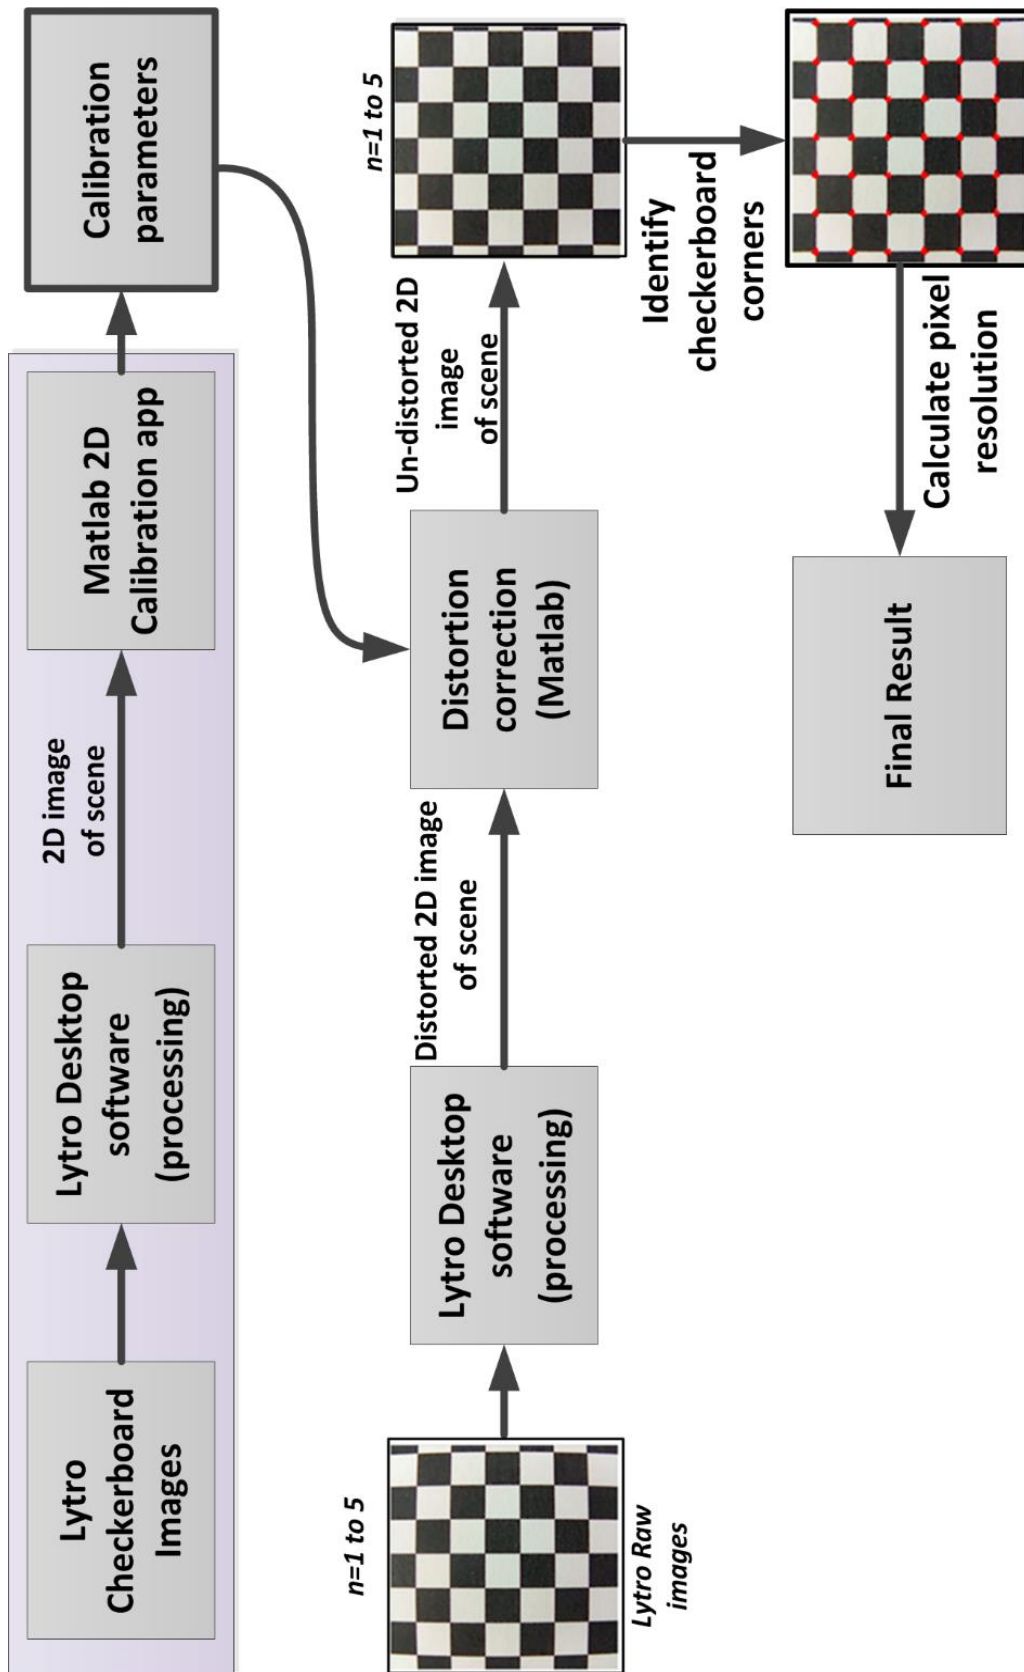 Lytro
Checkerboard
Images
Lytro Desktop
software
(processing)
2D image
of scene
Matlab 2D
Calibration app
Calibration
parameters
n=1 to 5
Lytro Raw
images
Lytro Desktop
software
(processing)
Distorted 2D image
of scene
Distortion
correction
(Matlab)
Un-distorted 2D
image
of scene
n=1 to 5
Identify
checkerboard
corners
Calculate pixel
resolution
Final Result